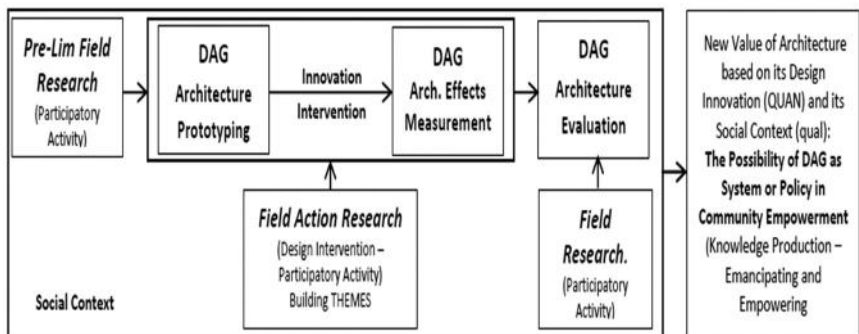 Pre-Lim Field
Research
(Participatory
Activity)
DAG
Architecture
Prototyping
Innovation
Intervention
DAG
Arch. Effects
Measurement
DAG
Architecture
Evaluation
Field Action Research
(Design Intervention –
Participatory Activity)
Building THEMES
Field
Research.
(Participatory
Activity)
Social Context
New Value of Architecture
based on its Design
Innovation (QUAN) and its
Social Context (qual):
The Possibility of DAG as
System or Policy in
Community Empowerment
(Knowledge Production –
Emancipating and
Empowering